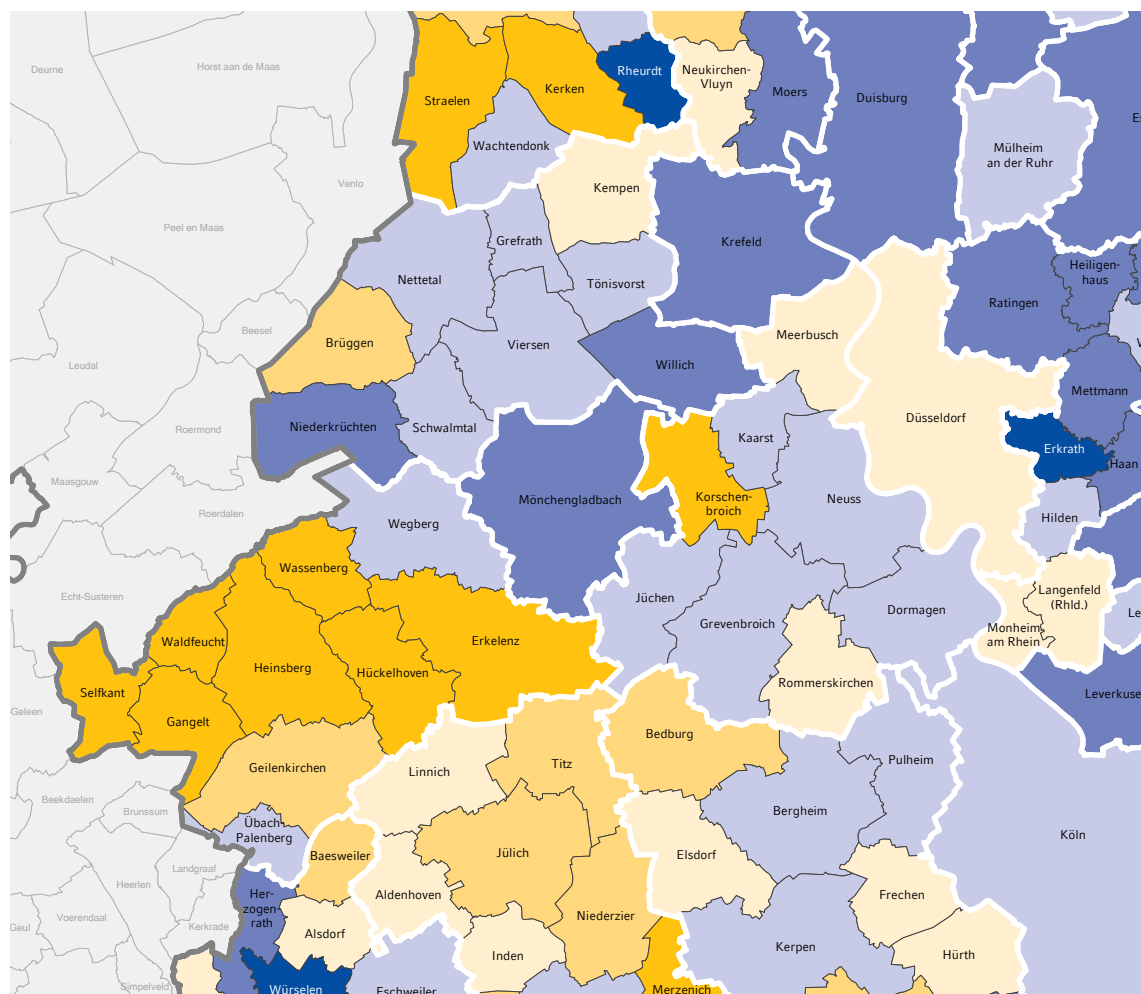 Deurne
Horst aan de Maas
Venlo
Peel en Maas
Beesel
Leudal
Roermond
Maasgouw
Roerdalen
Echt-Susteren
Geleen
Beekdaelen
Brunssum
Landgraaf
Heerlen
Voerendaal
Geul
Kerkrade
Simpelveld
Straelen
Kerken
Rheurdt
Neukirchen-
Vluyn
Moers
Duisburg
Wachtendonk
Mülheim
an der Ruhr
Kempen
Grefrath
Krefeld
Nettetal
Tönisvorst
Heiligen-
haus
Ratingen
Brüggen
Viersen
Meerbusch
Willich
Mettmann
Niederkrüchten
Schwalmtal
Kaarst
Düsseldorf
Erkrath
Haan
Mönchengladbach
Korschen-
broich
Neuss
Wegberg
Hilden
Wassenberg
Jüchen
Langenfeld
(Rhld.)
Dormagen
Grevenbroich
Monheim
am Rhein
Waldfeucht
Erkelenz
Heinsberg
Hückelhoven
Rommerskirchen
Selfkant
Gangelt
Leverkuse
Bedburg
Geilenkirchen
Linnich
Titz
Pulheim
Bergheim
Übach-
Palenberg
Köln
Baesweiler
Jülich
Elsdorf
Her-
zogen-
rath
Aldenhoven
Frechen
Niederzier
Alsdorf
Kerpen
Inden
Hürth
Würselen
Eschweiler
Merzenich